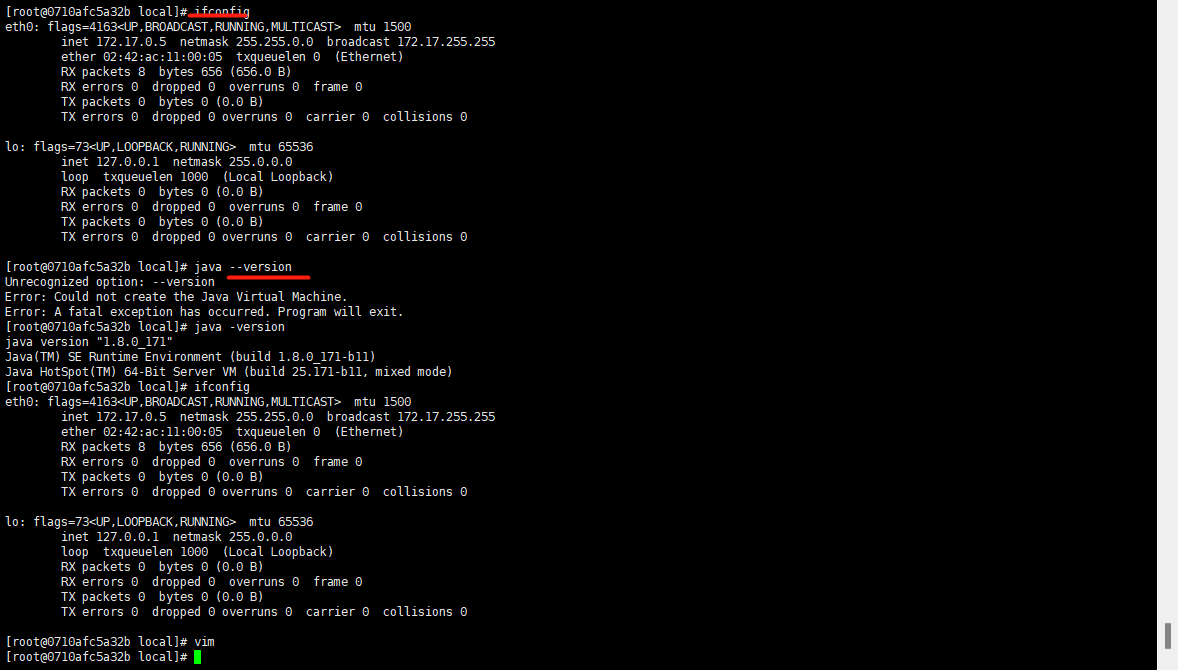 [root@0710afc5a32b local]# ifconfig
eth0: flags=4163<UP,BROADCAST,RUNNING,MULTICAST>  mtu 1500
        inet 172.17.0.5  netmask 255.255.0.0  broadcast 172.17.255.255
        ether 02:42:ac:11:00:05  txqueuelen 0  (Ethernet)
        RX packets 8  bytes 656 (656.0 B)
        RX errors 0  dropped 0  overruns 0  frame 0
        TX packets 0  bytes 0 (0.0 B)
        TX errors 0  dropped 0 overruns 0  carrier 0  collisions 0

lo: flags=73<UP,LOOPBACK,RUNNING>  mtu 65536
        inet 127.0.0.1  netmask 255.0.0.0
        loop  txqueuelen 1000  (Local Loopback)
        RX packets 0  bytes 0 (0.0 B)
        RX errors 0  dropped 0  overruns 0  frame 0
        TX packets 0  bytes 0 (0.0 B)
        TX errors 0  dropped 0 overruns 0  carrier 0  collisions 0

[root@0710afc5a32b local]# java --version
Unrecognized option: --version
Error: Could not create the Java Virtual Machine.
Error: A fatal exception has occurred. Program will exit.
[root@0710afc5a32b local]# java -version
java version "1.8.0_171"
Java(TM) SE Runtime Environment (build 1.8.0_171-b11)
Java HotSpot(TM) 64-Bit Server VM (build 25.171-b11, mixed mode)
[root@0710afc5a32b local]# ifconfig
eth0: flags=4163<UP,BROADCAST,RUNNING,MULTICAST>  mtu 1500
        inet 172.17.0.5  netmask 255.255.0.0  broadcast 172.17.255.255
        ether 02:42:ac:11:00:05  txqueuelen 0  (Ethernet)
        RX packets 8  bytes 656 (656.0 B)
        RX errors 0  dropped 0  overruns 0  frame 0
        TX packets 0  bytes 0 (0.0 B)
        TX errors 0  dropped 0 overruns 0  carrier 0  collisions 0

lo: flags=73<UP,LOOPBACK,RUNNING>  mtu 65536
        inet 127.0.0.1  netmask 255.0.0.0
        loop  txqueuelen 1000  (Local Loopback)
        RX packets 0  bytes 0 (0.0 B)
        RX errors 0  dropped 0  overruns 0  frame 0
        TX packets 0  bytes 0 (0.0 B)
        TX errors 0  dropped 0 overruns 0  carrier 0  collisions 0

[root@0710afc5a32b local]# vim
[root@0710afc5a32b local]#